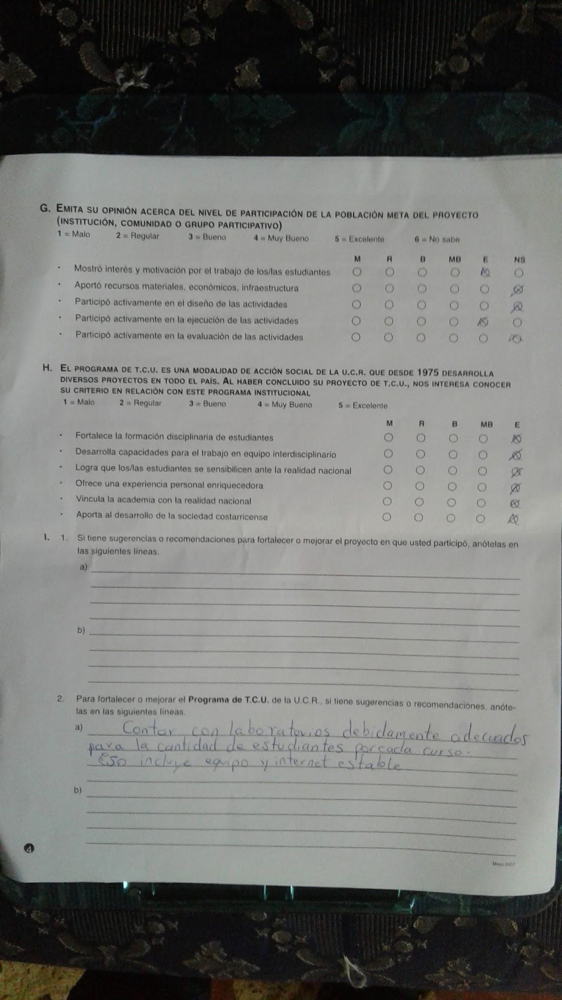 G. EMITA SU OPINIÓN ACERCA DEL NIVEL DE PARTICIPACIÓN DE LA POBLACIÓN META DEL PROYECTO
(INSTITUCIÓN, COMUNIDAD O GRUPO PARTICIPATIVO)
1 = Malo 2 = Regular 3 = Bueno 4 = Muy Bueno 5 = Excelente 6 = No sabe
M R B MB E NS
· Mostró interés y motivación por el trabajo de los/las estudiantes
· Aportó recursos materiales, económicos, infraestructura
· Participó activamente en el diseño de las actividades
· Participó activamente en la ejecución de las actividades
· Participó activamente en la evaluación de las actividades
H. EL PROGRAMA DE T.C.U. ES UNA MODALIDAD DE ACCIÓN SOCIAL DE LA U.C.R. QUE DESDE 1975 DESARROLLA
DIVERSOS PROYECTOS EN TODO EL PAÍS. AL HABER CONCLUIDO SU PROYECTO DE T.C.U., NOS INTERESA CONOCER
SU CRITERIO EN RELACIÓN CON ESTE PROGRAMA INSTITUCIONAL
1 = Malo 2 = Regular 3 = Bueno 4 = Muy Bueno 5 = Excelente
M R B MB E
· Fortalece la formación disciplinaria de estudiantes
· Desarrolla capacidades para el trabajo en equipo interdisciplinario
· Logra que los/las estudiantes se sensibilicen ante la realidad nacional
· Ofrece una experiencia personal enriquecedora
· Vincula la academia con la realidad nacional
· Aporta al desarrollo de la sociedad costarricense
I. 1. Si tiene sugerencias o recomendaciones para fortalecer o mejorar el proyecto en que usted participó, anótelas en
las siguientes líneas.
a)
b)
2. Para fortalecer o mejorar el Programa de T.C.U. de la U.C.R., si tiene sugerencias o recomendaciones, anóte-
las en las siguientes líneas.
a) Contar con laboratorios debidamente adecuados
para la cantidad de estudiantes por cada curso.
Eso incluye equipo y internet estable
b)
4
Mayo 2007